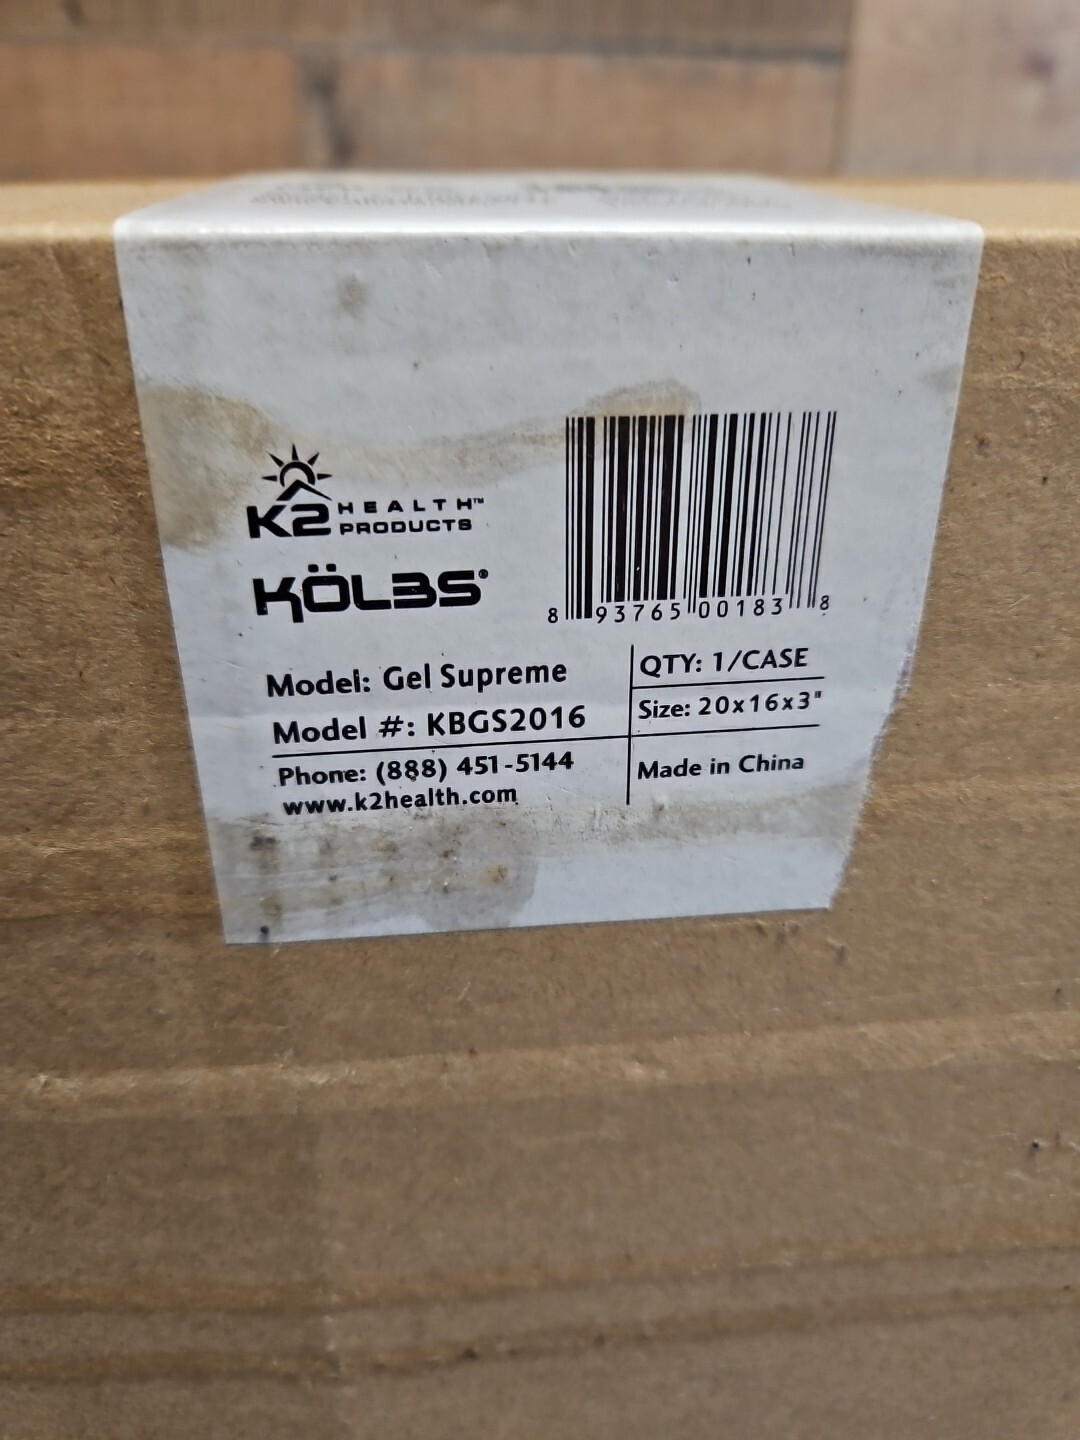 K2 HEALTH™
PRODUCTS
KÖLBS®
8 93765 00183 8
Model: Gel Supreme
Model #: KBGS2016
Phone: (888) 451-5144
www.k2health.com
QTY: 1/CASE
Size: 20x16x3"
Made in China